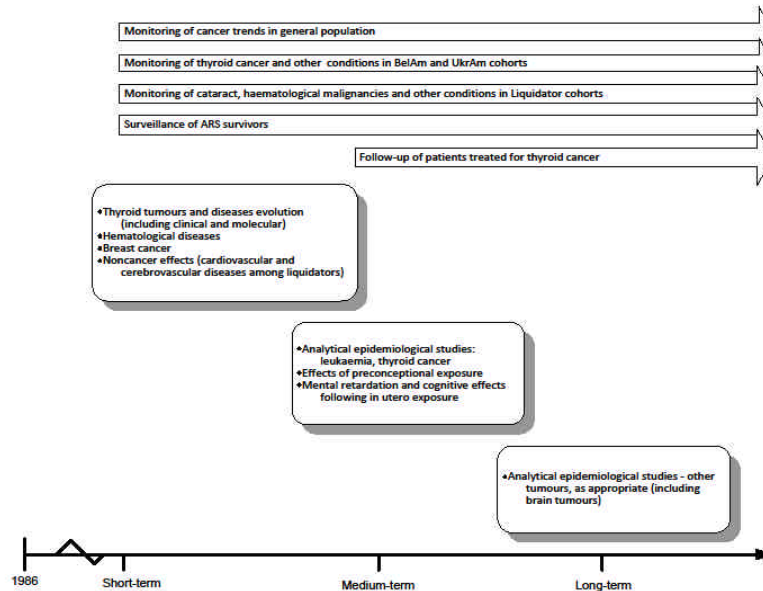 Monitoring of cancer trends in general population
Monitoring of thyroid cancer and other conditions in BelAm and UkrAm cohorts
Monitoring of cataract, haematological malignancies and other conditions in Liquidator cohorts
Surveillance of ARS survivors
Follow-up of patients treated for thyroid cancer
Thyroid tumours and diseases evolution
(including clinical and molecular)
Hematological diseases
Breast cancer
Noncancer effects (cardiovascular and
cerebrovascular diseases among liquidators)
Analytical epidemiological studies:
leukaemia, thyroid cancer
Effects of preconceptional exposure
Mental retardation and cognitive effects
following in utero exposure
Analytical epidemiological studies - other
tumours, as appropriate (including
brain tumours)
1986
Short-term
Medium-term
Long-term